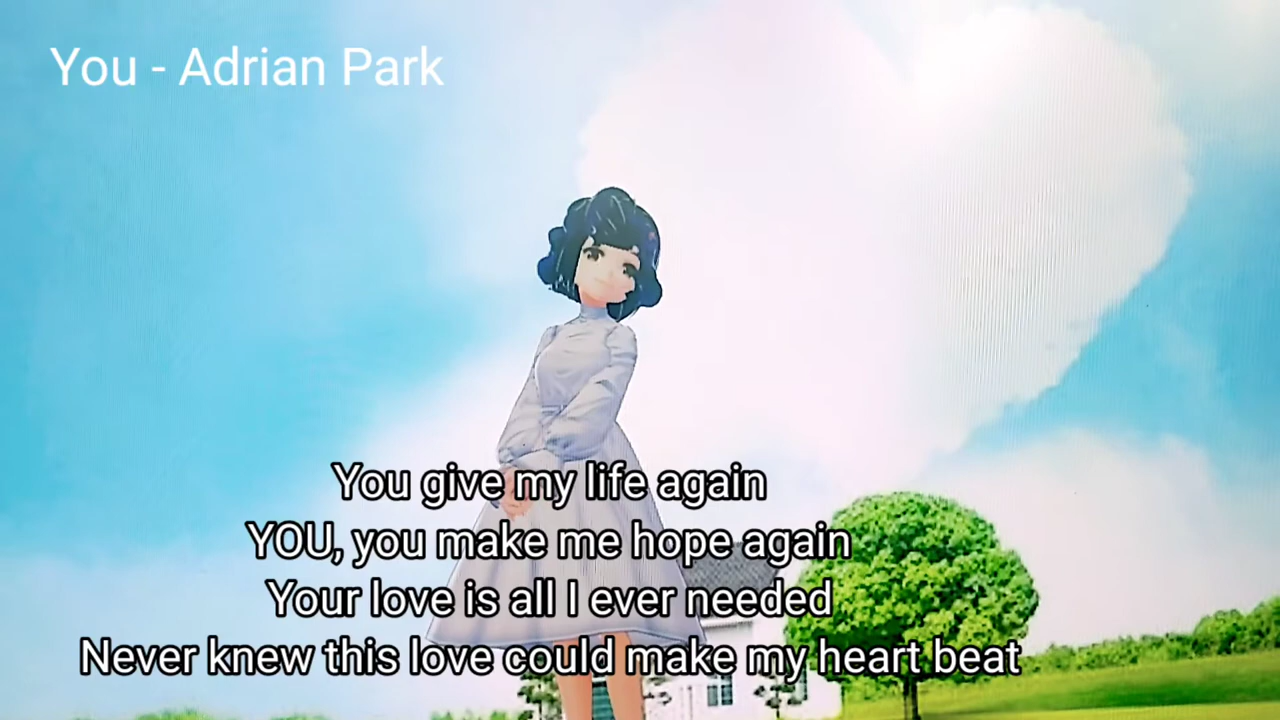 You - Adrian Park
You give my life again
YOU, you make me hope again
Your love is all I ever needed
Never knew this love could make my heart beat